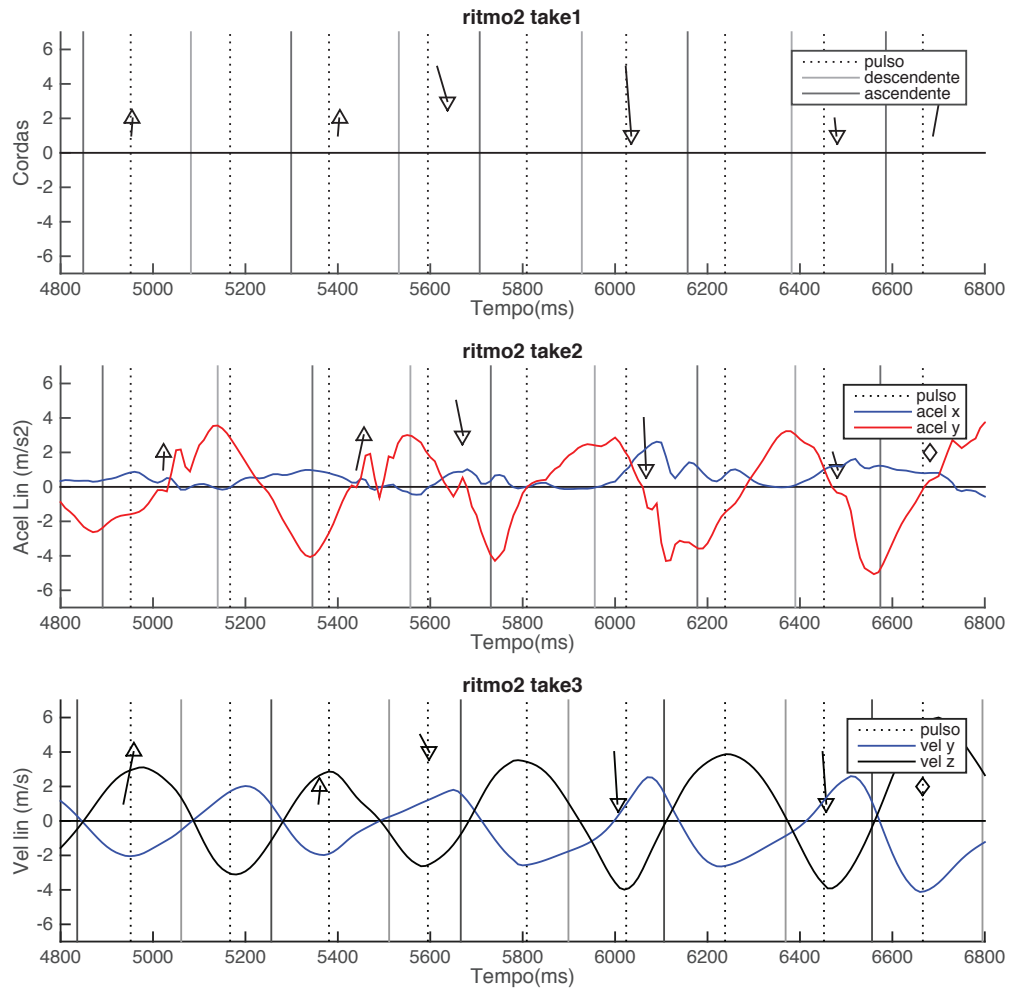 ritmo2 take1
6
4
2
0
-2
-4
-6
Cordas
pulso
descendente
ascendente
4800 5000 5200 5400 5600 5800 6000 6200 6400 6600 6800
Tempo(ms)
ritmo2 take2
6
4
2
0
-2
-4
-6
Acel Lin (m/s2)
pulso
acel x
acel y
4800 5000 5200 5400 5600 5800 6000 6200 6400 6600 6800
Tempo(ms)
ritmo2 take3
6
4
2
0
-2
-4
-6
Vel lin (m/s)
pulso
vel y
vel z
4800 5000 5200 5400 5600 5800 6000 6200 6400 6600 6800
Tempo(ms)